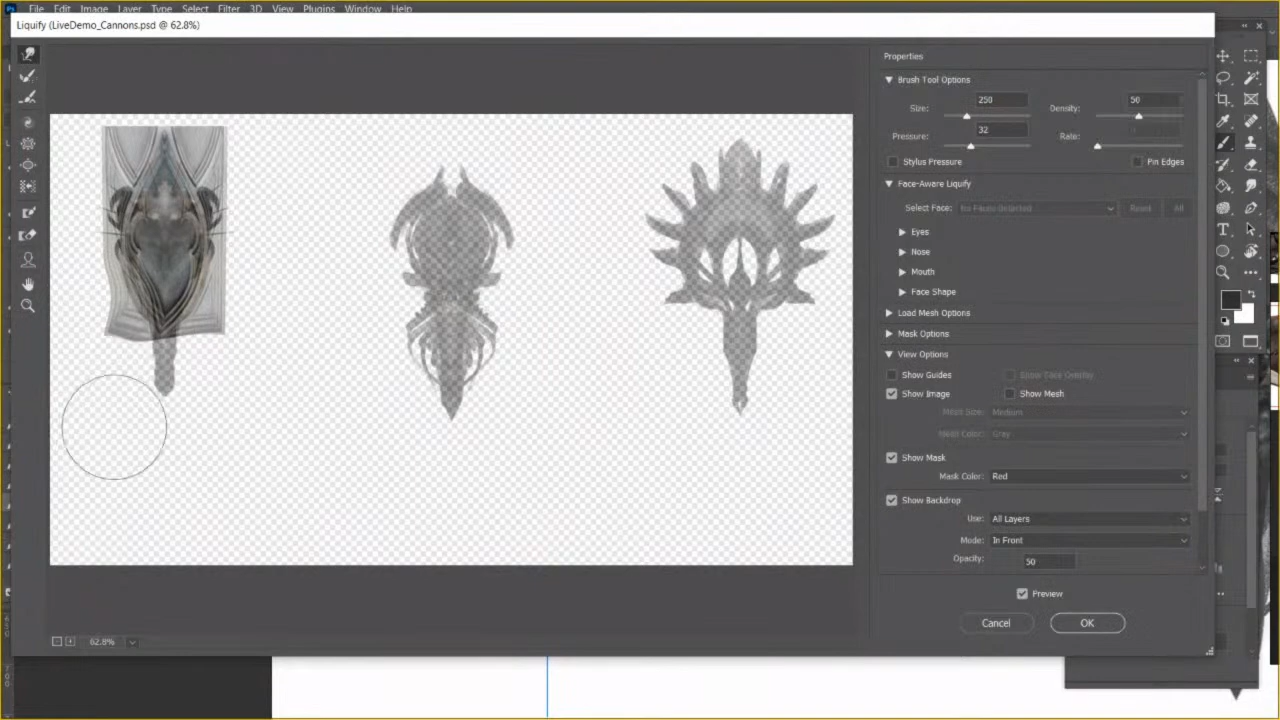 Ps File Edit Image Layer Type Select Filter 3D View Plugins Window Help
Liquify (LiveDemo_Cannons.psd @ 62.8%)
Properties
Brush Tool Options
Size: 250 Density: 50
Pressure: 32 Rate:
Stylus Pressure Pin Edges
Face-Aware Liquify
Select Face: No Faces Detected Reset All
Eyes
Nose
Mouth
Face Shape
Load Mesh Options
Mask Options
View Options
Show Guides Show Face Overlay
Show Image Show Mesh
Mesh Size: Medium
Mesh Color: Gray
Show Mask
Mask Color: Red
Show Backdrop
Use: All Layers
Mode: In Front
Opacity: 50
Preview
Cancel OK
62.8%